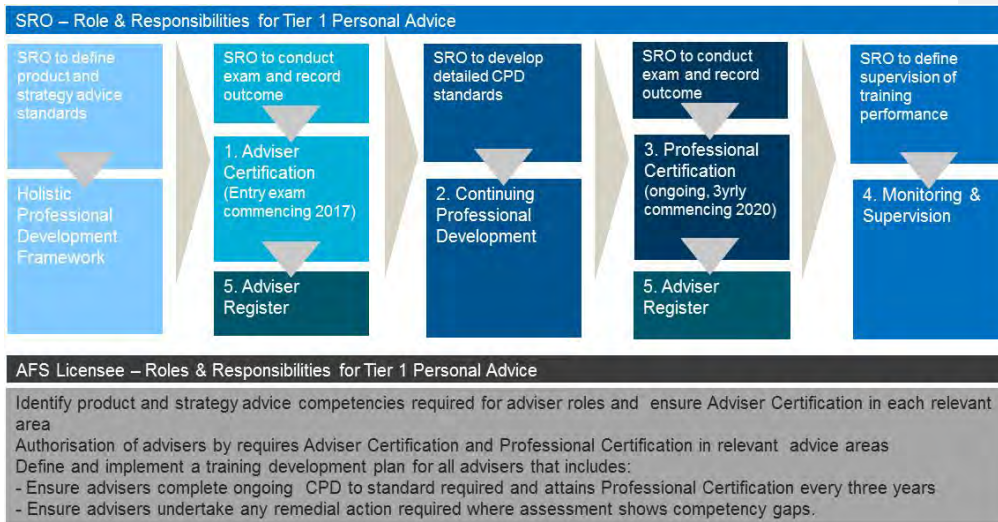 SRO – Role & Responsibilities for Tier 1 Personal Advice
SRO to define
product and
strategy advice
standards
Holistic
Professional
Development
Framework
SRO to conduct
exam and record
outcome
1. Adviser
Certification
(Entry exam
commencing 2017)
5. Adviser
Register
SRO to develop
detailed CPD
standards
2. Continuing
Professional
Development
SRO to conduct
exam and record
outcome
3. Professional
Certification
(ongoing, 3yrly
commencing 2020)
5. Adviser
Register
SRO to define
supervision of
training
performance
4. Monitoring &
Supervision
AFS Licensee – Roles & Responsibilities for Tier 1 Personal Advice
Identify product and strategy advice competencies required for adviser roles and ensure Adviser Certification in each relevant
area
Authorisation of advisers by requires Adviser Certification and Professional Certification in relevant advice areas
Define and implement a training development plan for all advisers that includes:
- Ensure advisers complete ongoing CPD to standard required and attains Professional Certification every three years
- Ensure advisers undertake any remedial action required where assessment shows competency gaps.